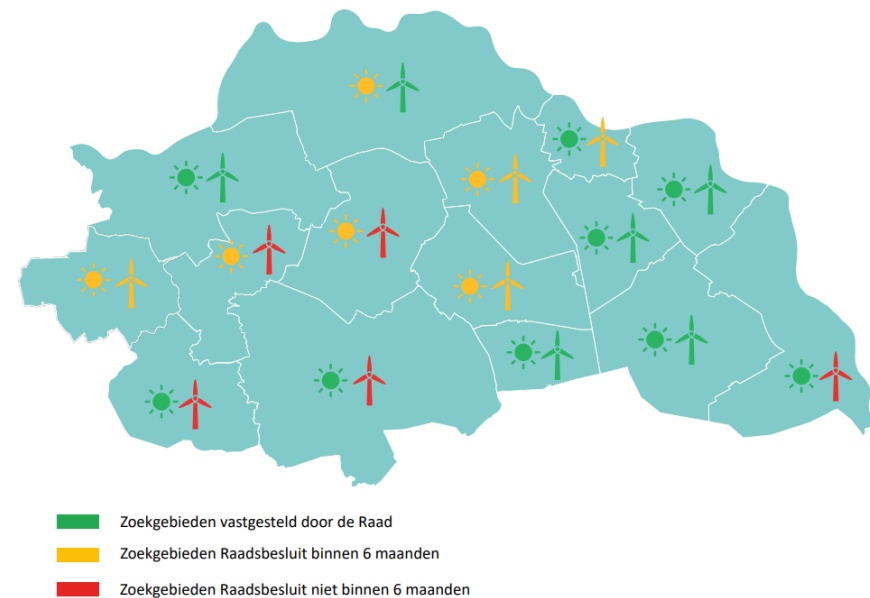 Zoekgebieden vastgesteld door de Raad
Zoekgebieden Raadsbesluit binnen 6 maanden
Zoekgebieden Raadsbesluit niet binnen 6 maanden